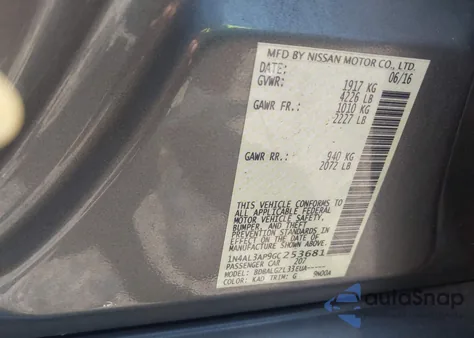 MFD BY NISSAN MOTOR CO., LTD.
DATE: 06/16
GVWR: 1917 KG
4226 LB
GAWR FR.: 1010 KG
2227 LB
GAWR RR.: 940 KG
2072 LB
THIS VEHICLE CONFORMS TO
ALL APPLICABLE FEDERAL
MOTOR VEHICLE SAFETY,
BUMPER, AND THEFT
PREVENTION STANDARDS IN
EFFECT ON THE DATE OF
MANUFACTURE SHOWN ABOVE.
1N4AL3AP9GC253681
PASSENGER CAR 207
MODEL: BDBALGZL33EUA-----
COLOR: KAD TRIM: G 9N00A
autoSnap